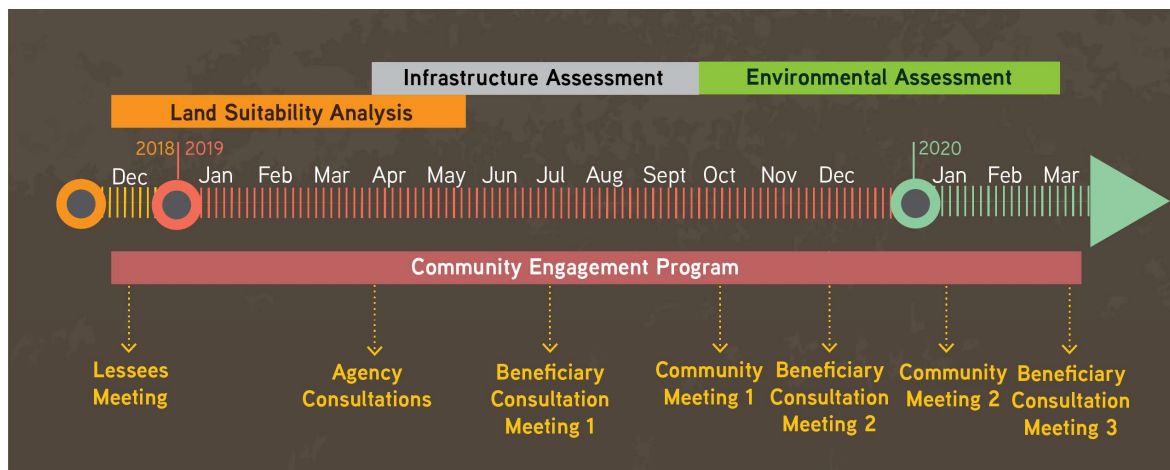 Infrastructure Assessment
Environmental Assessment
Land Suitability Analysis
2018
2019
2020
Dec
Jan
Feb
Mar
Apr
May
Jun
Jul
Aug
Sept
Oct
Nov
Dec
Jan
Feb
Mar
Community Engagement Program
Lessees
Meeting
Agency
Consultations
Beneficiary
Consultation
Meeting 1
Community
Meeting 1
Beneficiary
Consultation
Meeting 2
Community
Meeting 2
Beneficiary
Consultation
Meeting 3